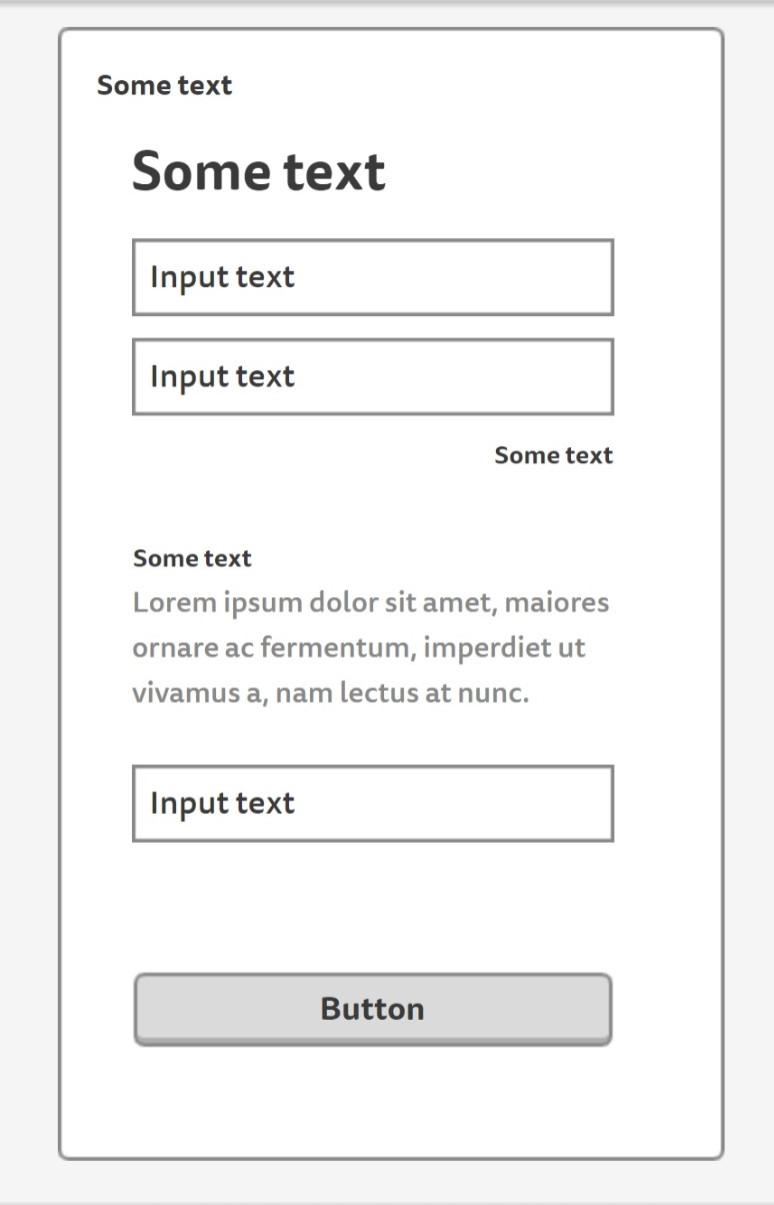 Some text
Some text
Input text
Input text
Some text
Some text
Lorem ipsum dolor sit amet, maiores
ornare ac fermentum, imperdiet ut
vivamus a, nam lectus at nunc.
Input text
Button